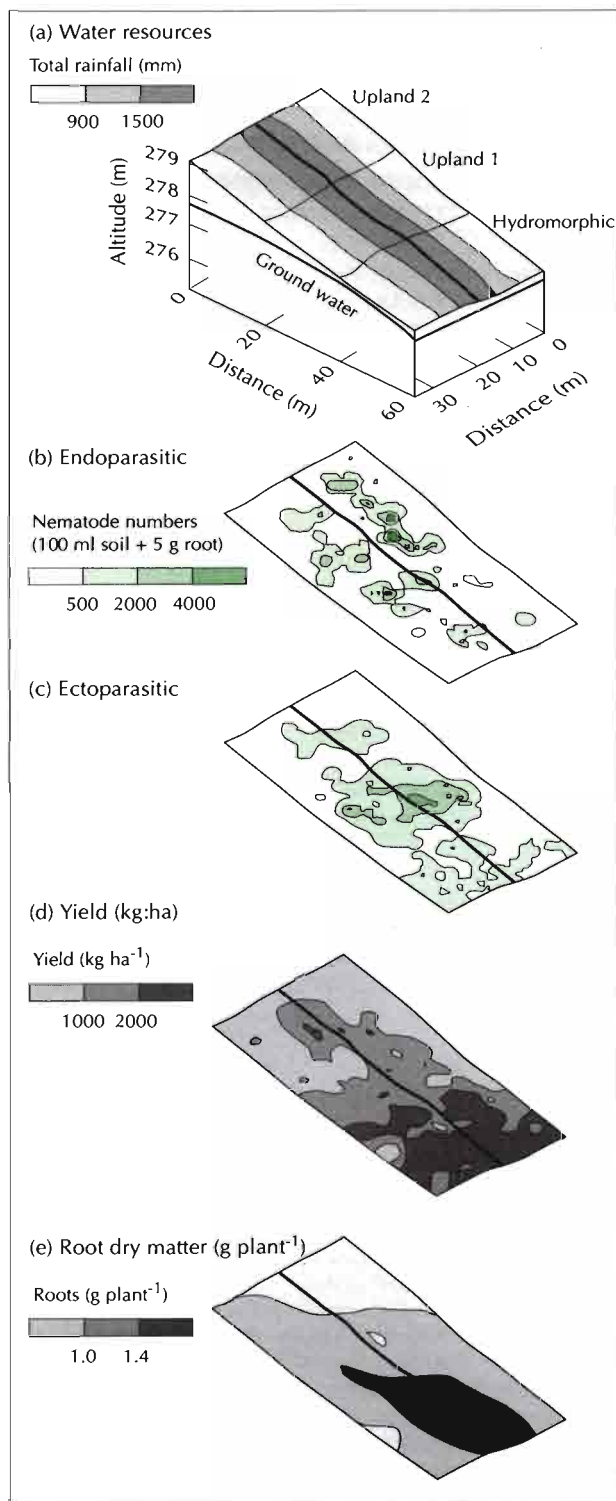 (a) Water resources
Total rainfall (mm)
900 1500
Upland 2
Upland 1
Hydromorphic
Altitude (m)
279
278
277
276
Ground water
0
20
40
60
Distance (m)
30
20
10
0
Distance (m)
(b) Endoparasitic
Nematode numbers
(100 ml soil + 5 g root)
500 2000 4000
(c) Ectoparasitic
(d) Yield (kg:ha)
Yield (kg ha⁻¹)
1000 2000
(e) Root dry matter (g plant⁻¹)
Roots (g plant⁻¹)
1.0 1.4